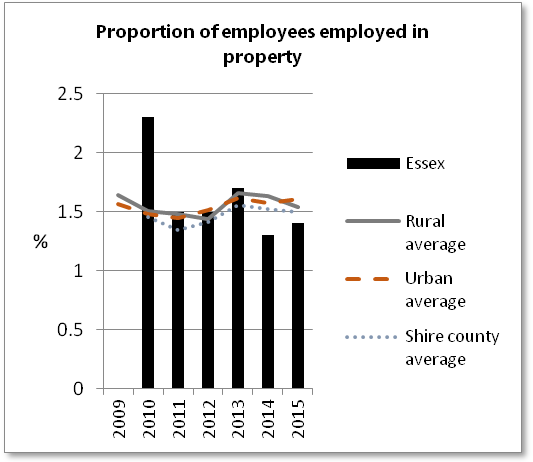 Proportion of employees employed in
property
2.5
2
1.5
1
0.5
0
%
2009 2010 2011 2012 2013 2014 2015
Essex
Rural
average
Urban
average
Shire county
average